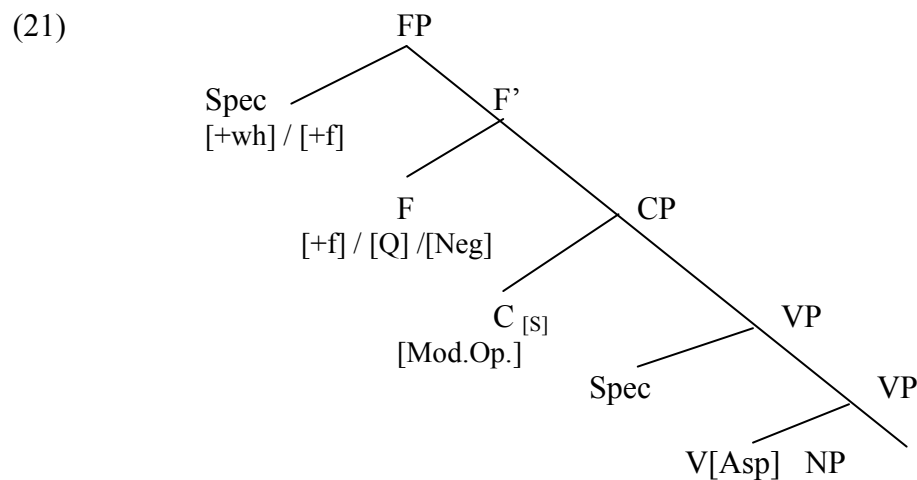 (21)
FP
Spec F’
[+wh] / [+f]
F CP
[+f] / [Q] /[Neg]
C [S] VP
[Mod.Op.]
Spec VP
V[Asp] NP